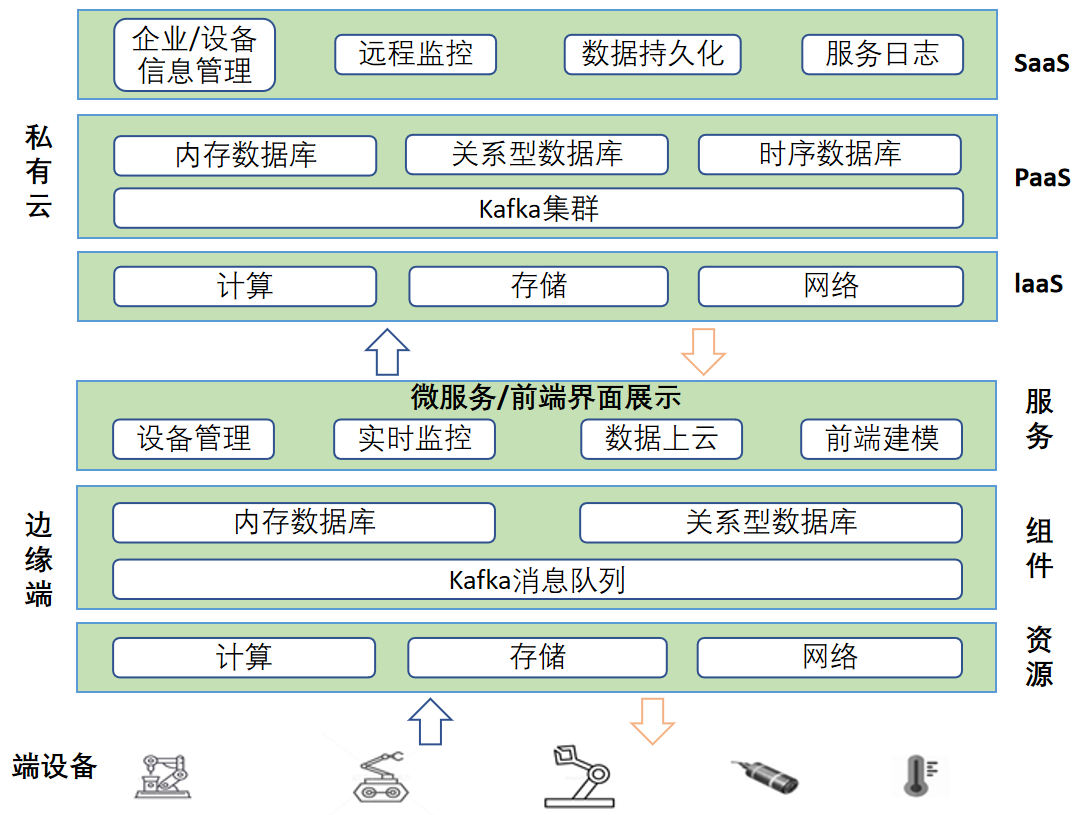 企业/设备
信息管理
远程监控
数据持久化
服务日志
SaaS
私有云
内存数据库
关系型数据库
时序数据库
PaaS
Kafka集群
计算
存储
网络
IaaS
微服务/前端界面展示
设备管理
实时监控
数据上云
前端建模
服务
边缘端
内存数据库
关系型数据库
组件
Kafka消息队列
计算
存储
网络
资源
端设备